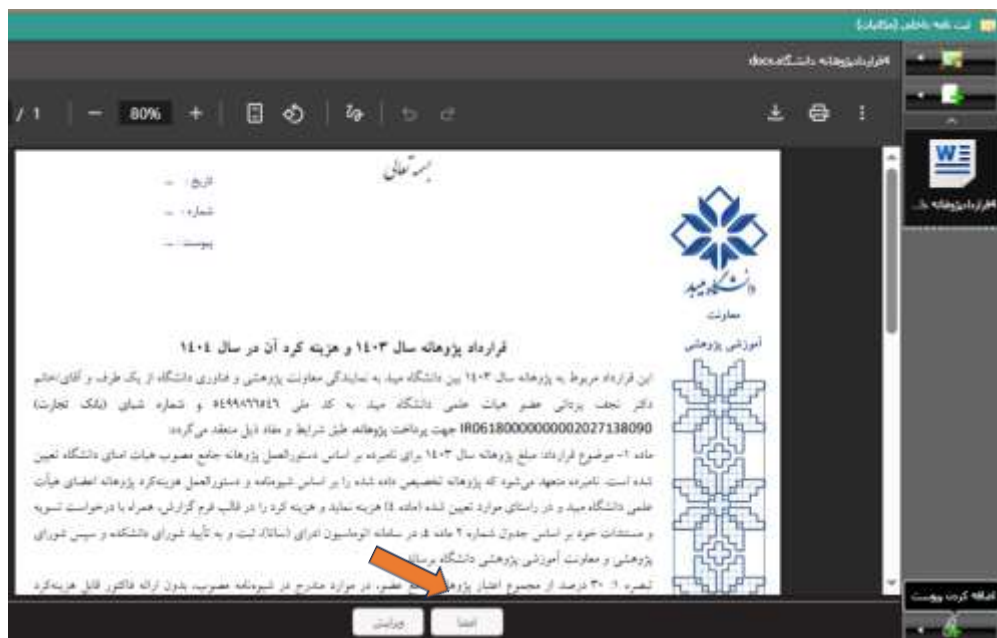 ثبت نامه داخلی (مکاتبات)
قراردادپژوهانه دانشگاه.docx
/ 1
80%
W
قراردادپژوهانه
بسمه تعالی
تاریخ: --
شماره: --
پیوست: --
دانشگاه میبد
معاونت
آموزشی پژوهشی
قرارداد پژوهانه سال ۱۴۰۳ و هزینه کرد آن در سال ۱۴۰۴
این قرارداد مربوط به پژوهانه سال ۱۴۰۳ بین دانشگاه میبد به نمایندگی معاونت پژوهشی و فناوری دانشگاه از یک طرف و آقای/خانم
دکتر نجف یزدانی عضو هیات علمی دانشگاه میبد به کد ملی و شماره شبای (بانک تجارت)
IR061800000000002027138090 جهت پرداخت پژوهانه، طبق شرایط و مفاد ذیل منعقد می‌گردد:
ماده ۱- موضوع قرارداد: مبلغ پژوهانه سال ۱۴۰۳ برای نامبرده بر اساس دستورالعمل پژوهانه جامع مصوب هیات امنای دانشگاه تعیین
شده است. نامبرده متعهد می‌شود که پژوهانه تخصیص داده شده را بر اساس شیوه‌نامه و دستورالعمل هزینه‌کرد پژوهانه اعضای هیأت
علمی دانشگاه میبد و در راستای موارد تعیین شده (ماده ۵) هزینه نماید و هزینه کرد را در قالب فرم گزارش، همراه با درخواست تسویه
و مستندات خود بر اساس جدول شماره ۲ ماده ۵، در سامانه اتوماسیون اداری (ساتا)، ثبت و به تأیید شورای دانشکده و سپس شورای
پژوهشی و معاونت آموزشی پژوهشی دانشگاه برساند.
تبصره ۱: ۳۰ درصد از مجموع اعتبار عضو، در موارد مندرج در شیوه‌نامه مصوب، بدون ارائه فاکتور قابل هزینه‌کرد
اضافه کردن پیوست
امضا
ویرایش